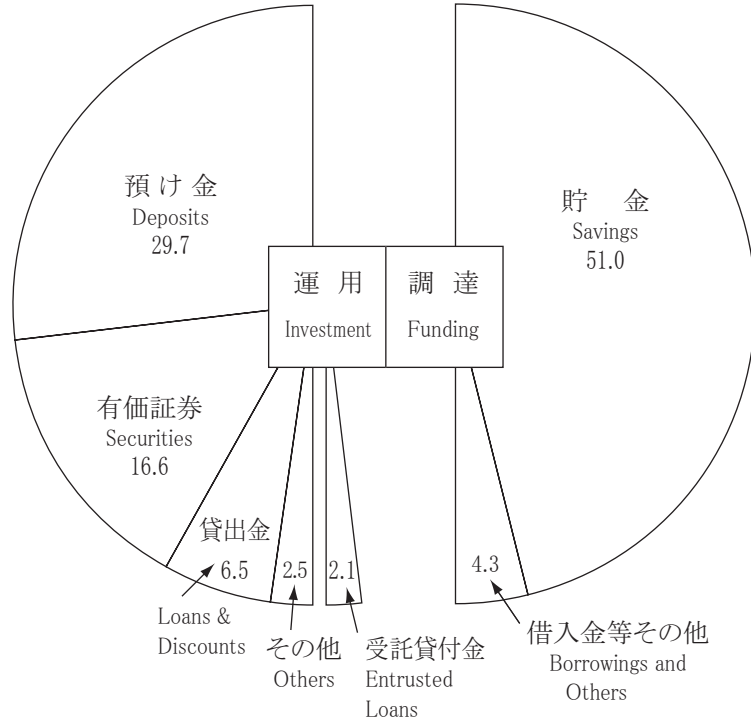 預け金
Deposits
29.7
貯金
Savings
51.0
運用
Investment
調達
Funding
有価証券
Securities
16.6
貸出金
6.5
Loans &
Discounts
2.5
その他
Others
2.1
受託貸付金
Entrusted
Loans
4.3
借入金等その他
Borrowings and
Others